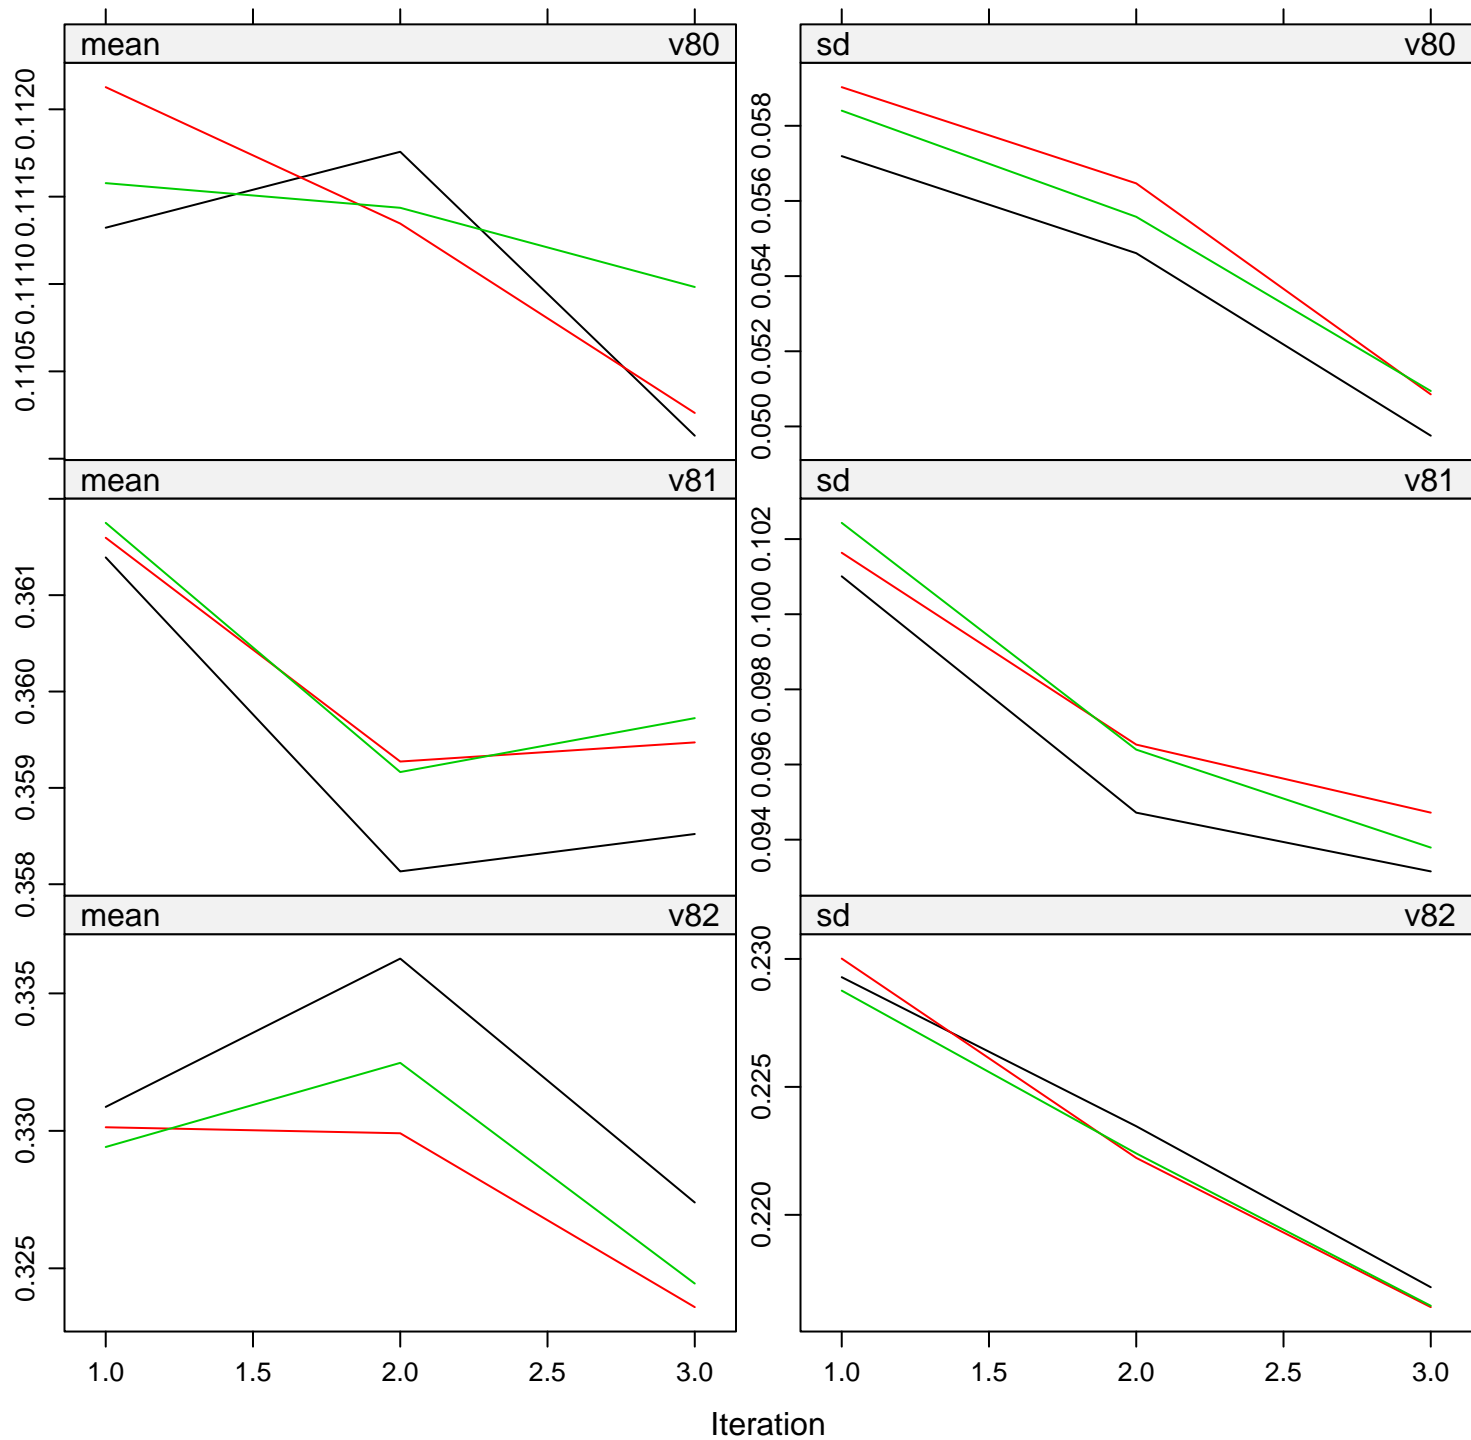 mean v80
sd v80
0.1105 0.1110 0.1115 0.1120
0.050 0.052 0.054 0.056 0.058
mean v81
sd v81
0.358 0.359 0.360 0.361
0.094 0.096 0.098 0.100 0.102
mean v82
sd v82
0.325 0.330 0.335
0.220 0.225 0.230
1.0 1.5 2.0 2.5 3.0
1.0 1.5 2.0 2.5 3.0
Iteration